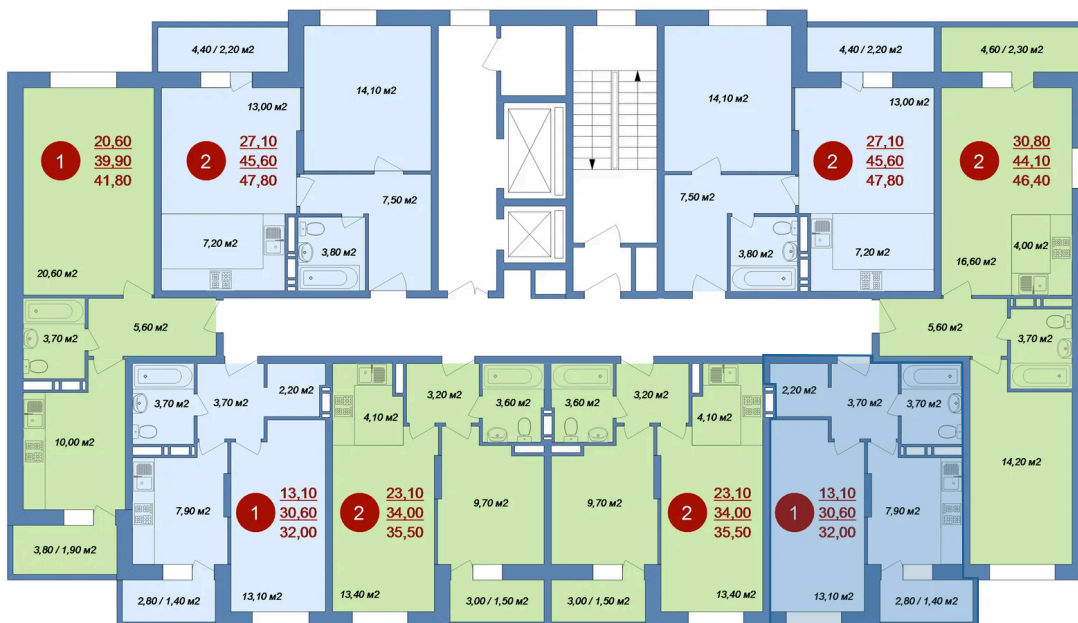 4,40 / 2,20 м2
14,10 м2
13,00 м2
1
20,60
39,90
41,80
2
27,10
45,60
47,80
7,50 м2
7,20 м2
3,80 м2
20,60 м2
14,10 м2
4,40 / 2,20 м2
4,60 / 2,30 м2
13,00 м2
2
27,10
45,60
47,80
2
30,80
44,10
46,40
7,50 м2
3,80 м2
7,20 м2
4,00 м2
16,60 м2
3,70 м2
5,60 м2
5,60 м2
3,70 м2
10,00 м2
3,80 / 1,90 м2
3,70 м2
3,70 м2
2,20 м2
7,90 м2
1
13,10
30,60
32,00
13,10 м2
2,80 / 1,40 м2
4,10 м2
3,20 м2
3,60 м2
2
23,10
34,00
35,50
9,70 м2
13,40 м2
3,00 / 1,50 м2
3,60 м2
3,20 м2
4,10 м2
9,70 м2
2
23,10
34,00
35,50
3,00 / 1,50 м2
13,40 м2
2,20 м2
3,70 м2
3,70 м2
1
13,10
30,60
32,00
7,90 м2
13,10 м2
2,80 / 1,40 м2
14,20 м2